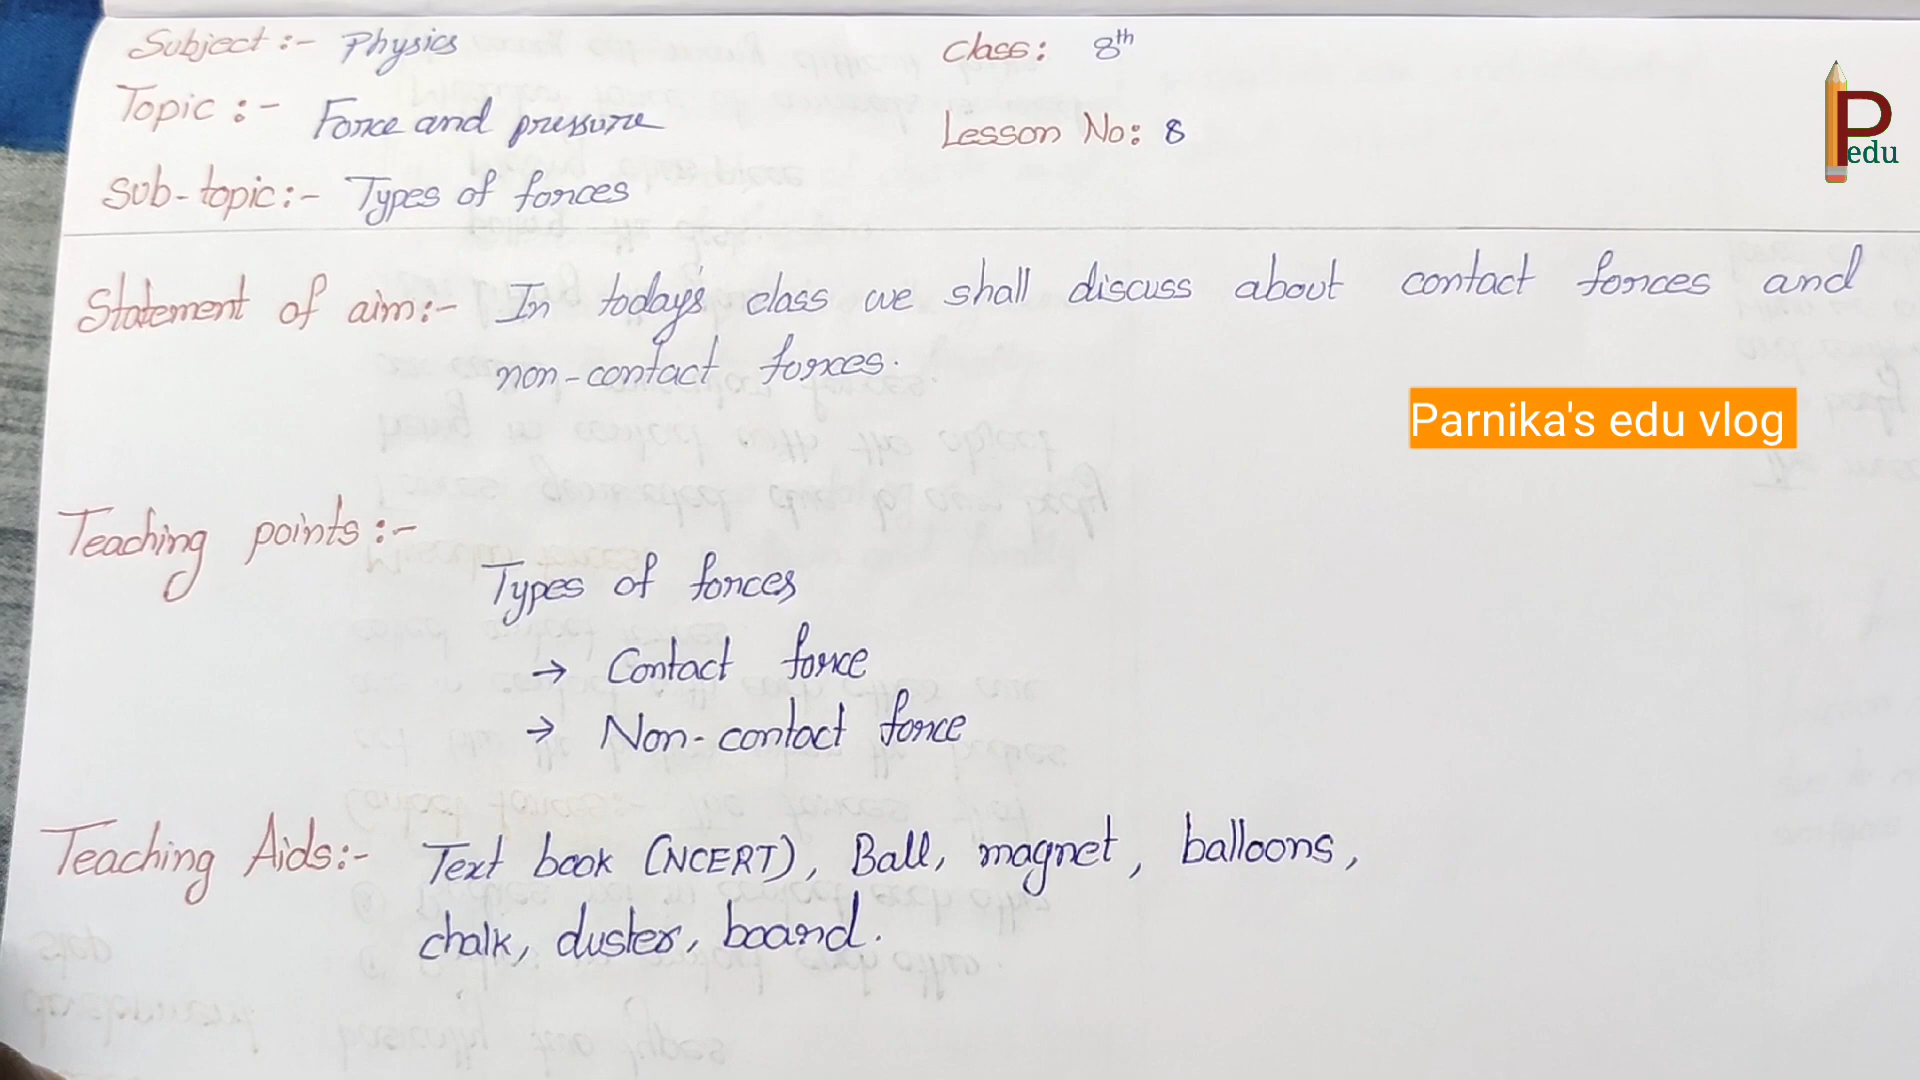 Subject :- Physics
Class: 8th
Topic :- Force and pressure
Lesson No: 8
Sub-topic :- Types of forces
P
edu
Statement of aim:- In today's class we shall discuss about contact forces and
non-contact forces.
Parnika's edu vlog
Teaching points :-
Types of forces
→ Contact force
→ Non-contact force
Teaching Aids:- Text book (NCERT), Ball, magnet, balloons,
chalk, duster, board.